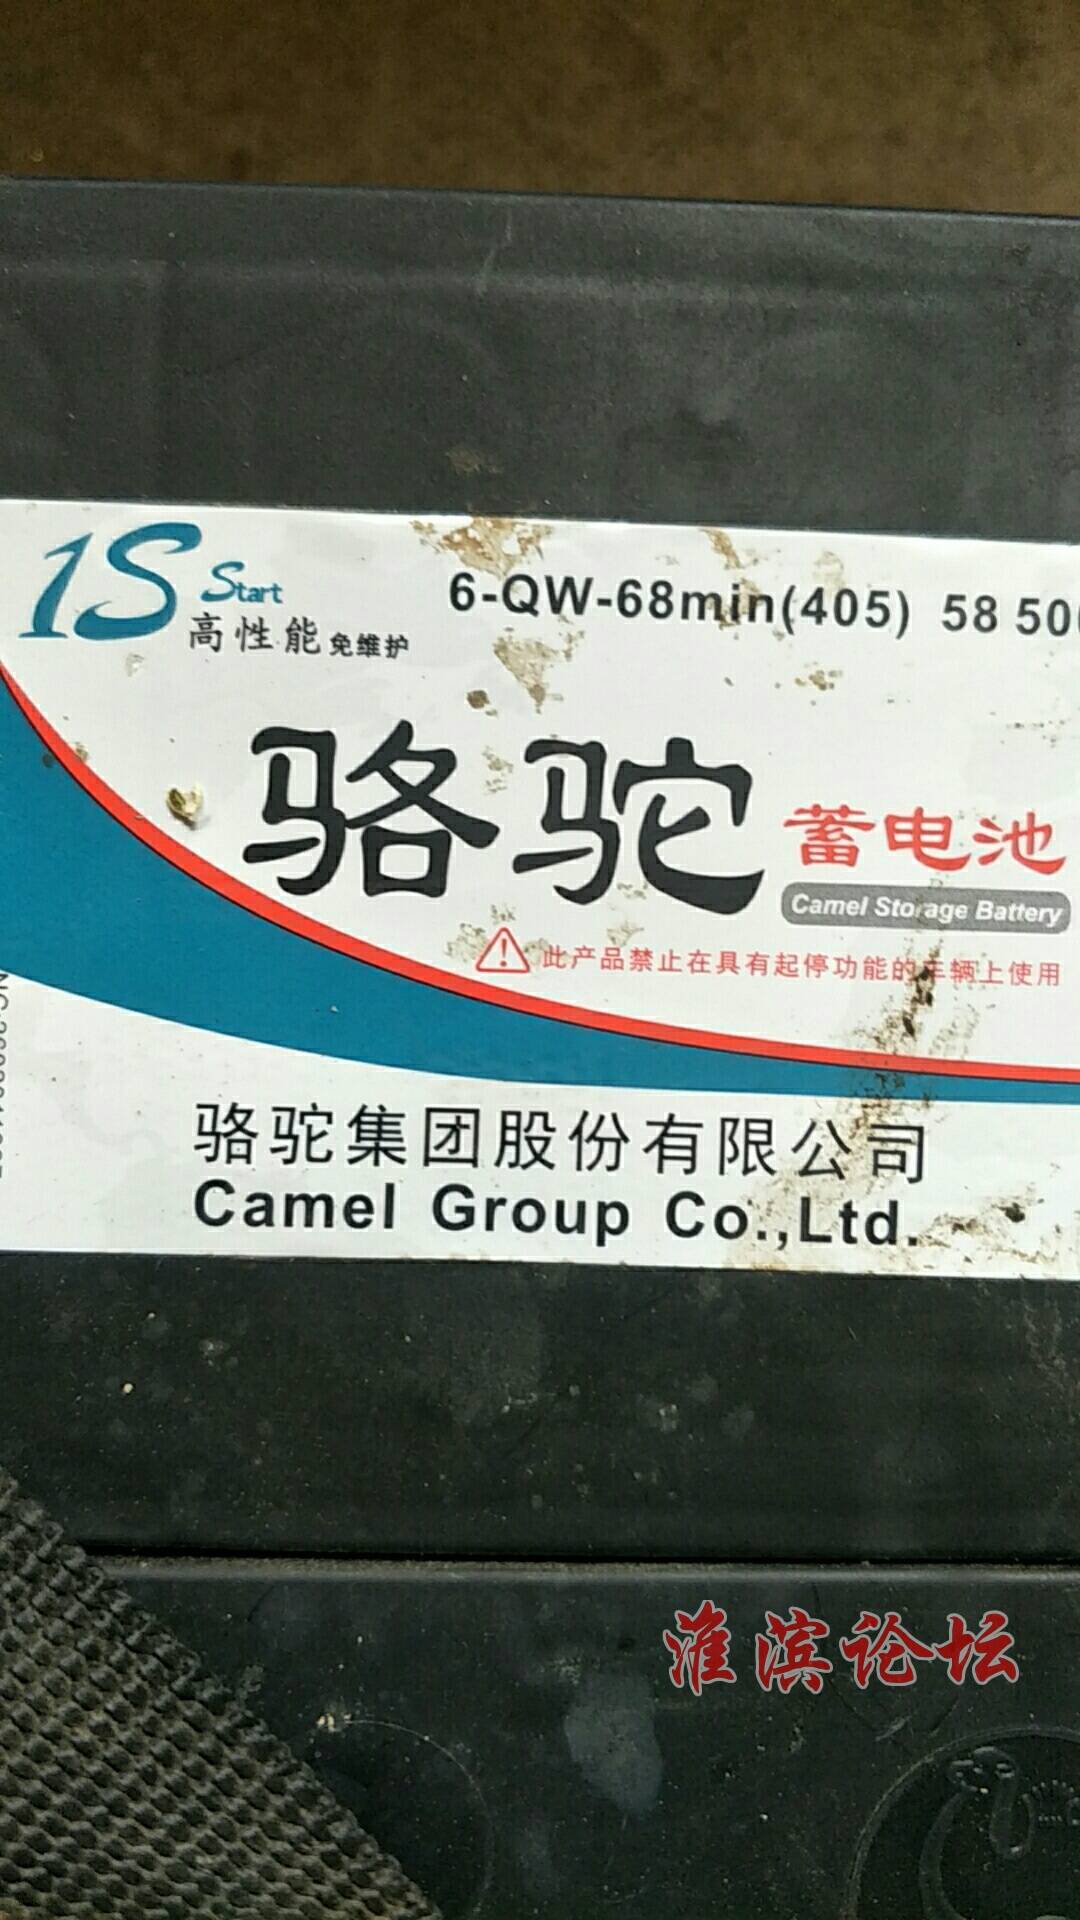 1S Start
高性能 免维护
6-QW-68min(405) 58 500
骆驼 蓄电池
Camel Storage Battery
此产品禁止在具有起停功能的车辆上使用
骆驼集团股份有限公司
Camel Group Co.,Ltd.
淮滨论坛